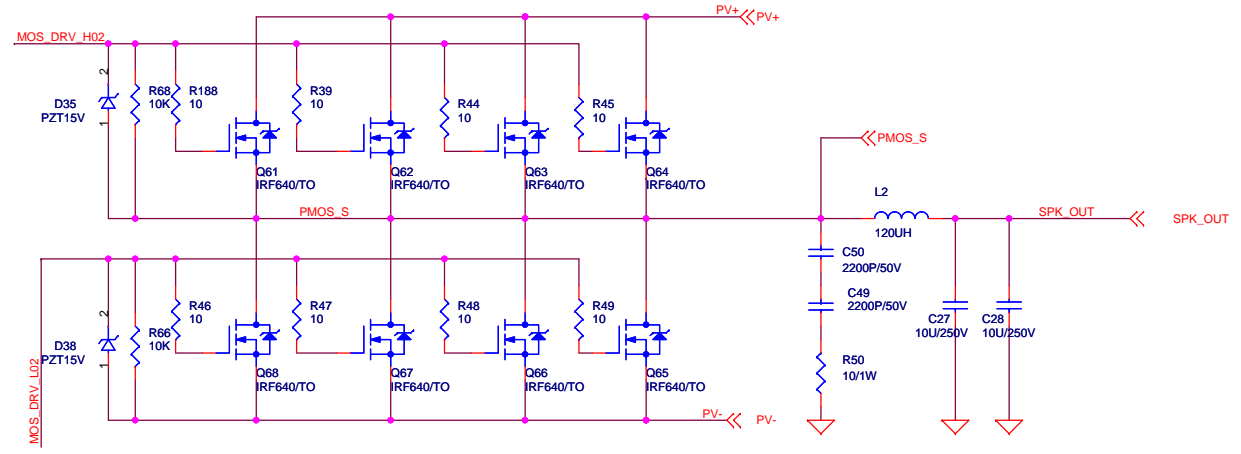 PV+
PV+
MOS_DRV_H02
2
D35
PZT15V
1
R68
10K
R188
10
R39
10
R44
10
R45
10
Q61
IRF640/TO
Q62
IRF640/TO
Q63
IRF640/TO
Q64
IRF640/TO
PMOS_S
PMOS_S
L2
120UH
SPK_OUT
SPK_OUT
C50
2200P/50V
C49
2200P/50V
R50
10/1W
C27
10U/250V
C28
10U/250V
2
D38
PZT15V
1
R66
10K
R46
10
R47
10
R48
10
R49
10
Q68
IRF640/TO
Q67
IRF640/TO
Q66
IRF640/TO
Q65
IRF640/TO
MOS_DRV_L02
PV-
PV-